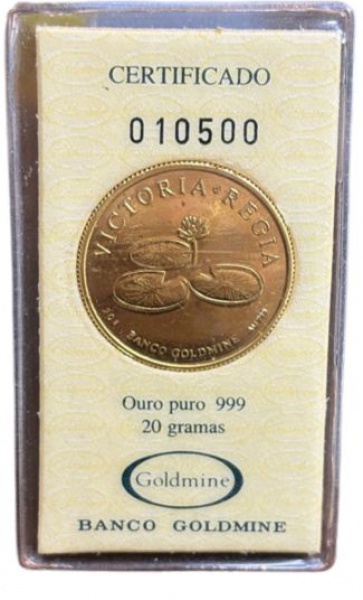 CERTIFICADO
010500
VICTORIA • REGIA
BANCO GOLDMINE
Ouro puro 999
20 gramas
Goldmine
BANCO GOLDMINE